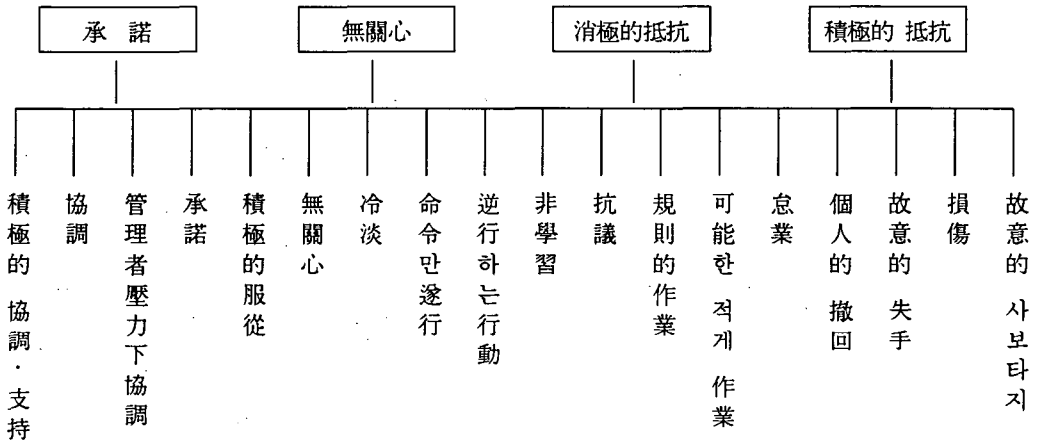 承 諾
無關心
消極的抵抗
積極的 抵抗
積極的 協調·支持
協調
管理者壓力下協調
承諾
積極的服從
無關心
冷淡
命令만遂行
逆行하는行動
非學習
抗議
規則的作業
可能한 적게 作業
怠業
個人的 撤回
故意的 失手
損傷
故意的 사보타지